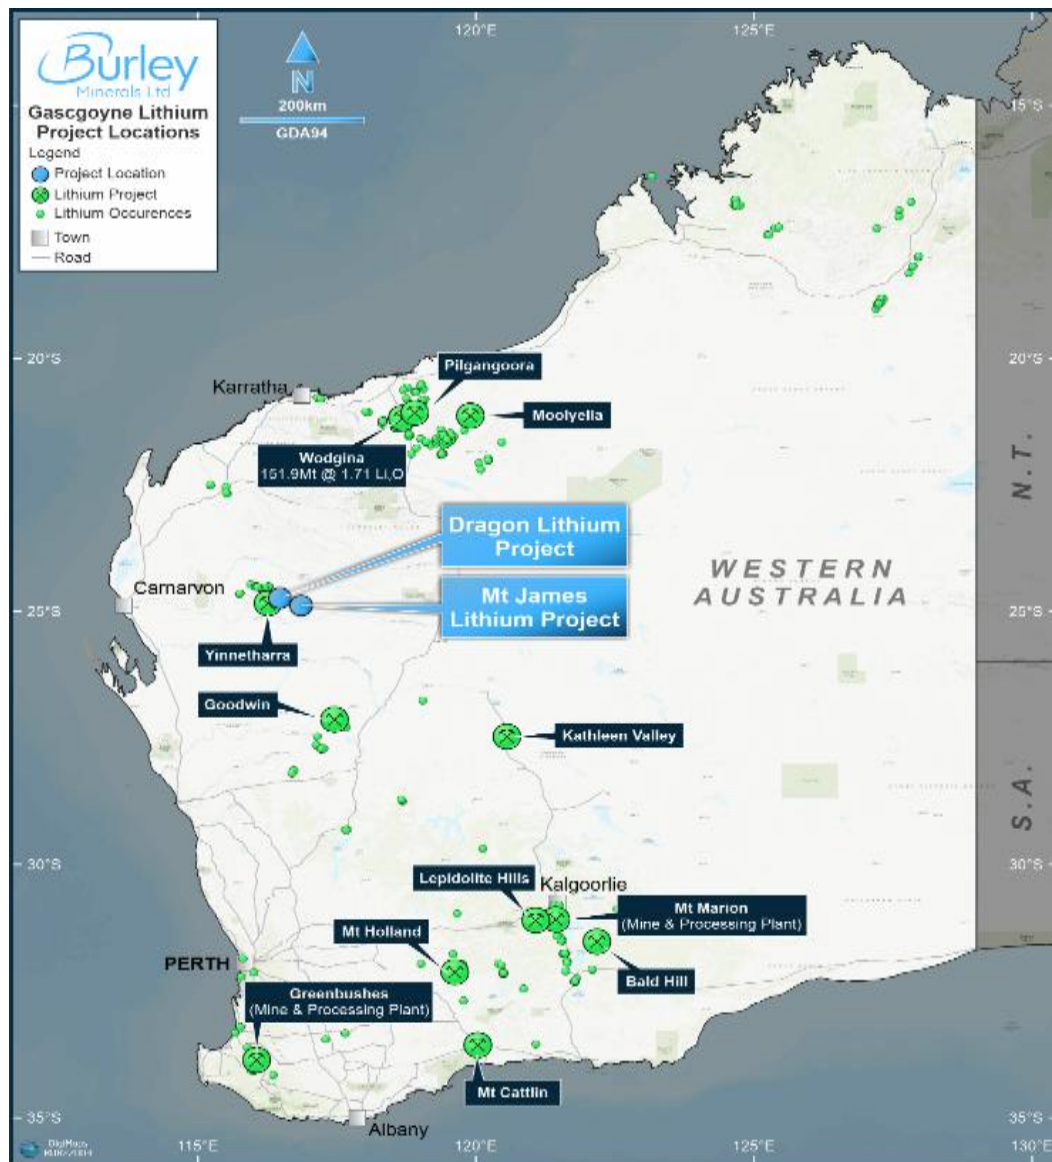 Burley
Minerals Ltd
Gascgoyne Lithium
Project Locations
Legend
Project Location
Lithium Project
Lithium Occurences
Town
Road
N
200km
GDA94
120°E
125°E
15°S
15°S
20°S
20°S
Karratha
Pilgangoora
Moolyella
Wodgina
151.9Mt @ 1.71 Li₂O
Dragon Lithium
Project
Mt James
Lithium Project
WESTERN
AUSTRALIA
N.T.
Carnarvon
25°S
25°S
Yinnetharra
Goodwin
Kathleen Valley
S.A.
30°S
30°S
Lepidolite Hills
Kalgoorlie
Mt Marion
(Mine & Processing Plant)
Mt Holland
PERTH
Bald Hill
Greenbushes
(Mine & Processing Plant)
Mt Cattlin
35°S
35°S
Albany
DigiMaps
115°E
120°E
125°E
130°E